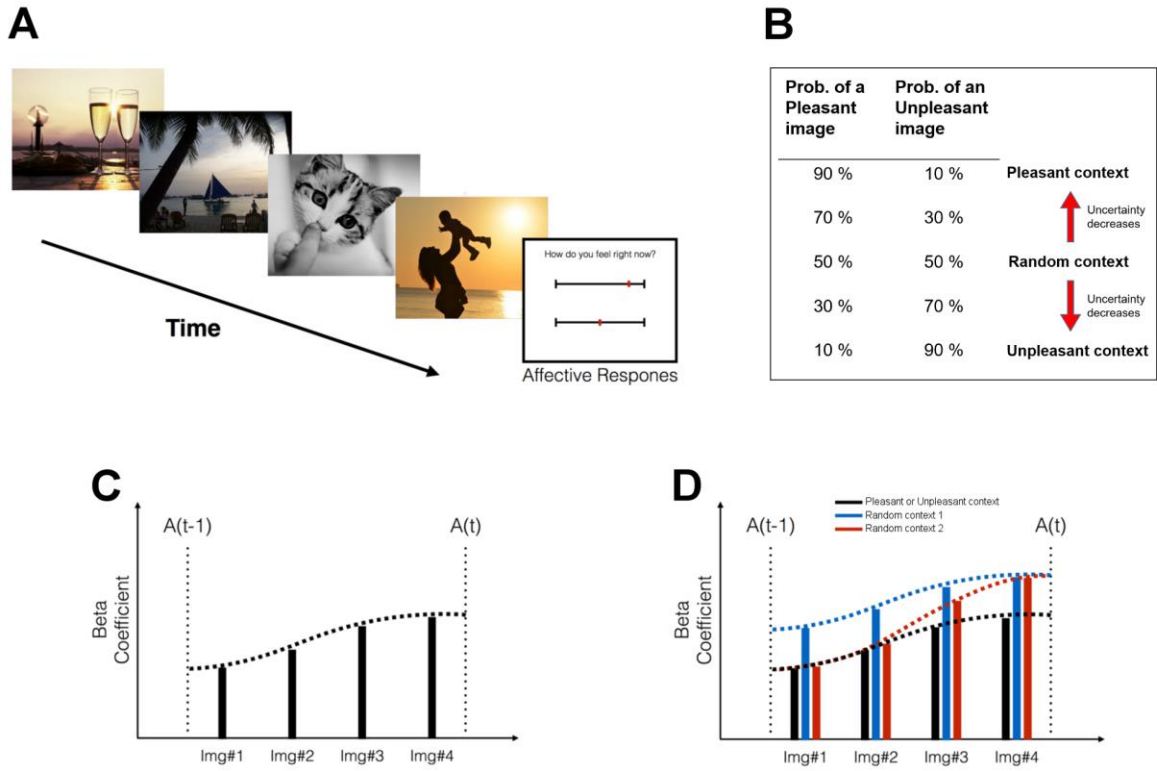 A
How do you feel right now?
Time
Affective Respones
B
Prob. of a Pleasant image
Prob. of an Unpleasant image
90 % 10 % Pleasant context
Uncertainty decreases
70 % 30 %
50 % 50 % Random context
Uncertainty decreases
30 % 70 %
10 % 90 % Unpleasant context
C
A(t-1) A(t)
Beta
Coefficient
Img#1 Img#2 Img#3 Img#4
D
Pleasant or Unpleasant context
Random context 1
Random context 2
A(t-1) A(t)
Beta
Coefficient
Img#1 Img#2 Img#3 Img#4